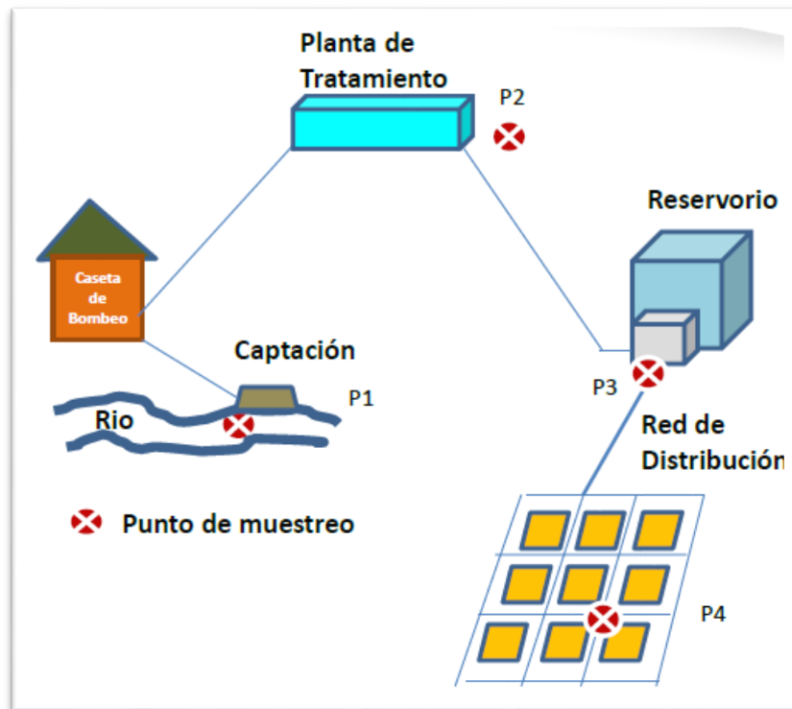 Planta de
Tratamiento
P2
Reservorio
Caseta
de
Bombeo
Captación
P1
Rio
P3
Red de
Distribución
Punto de muestreo
P4